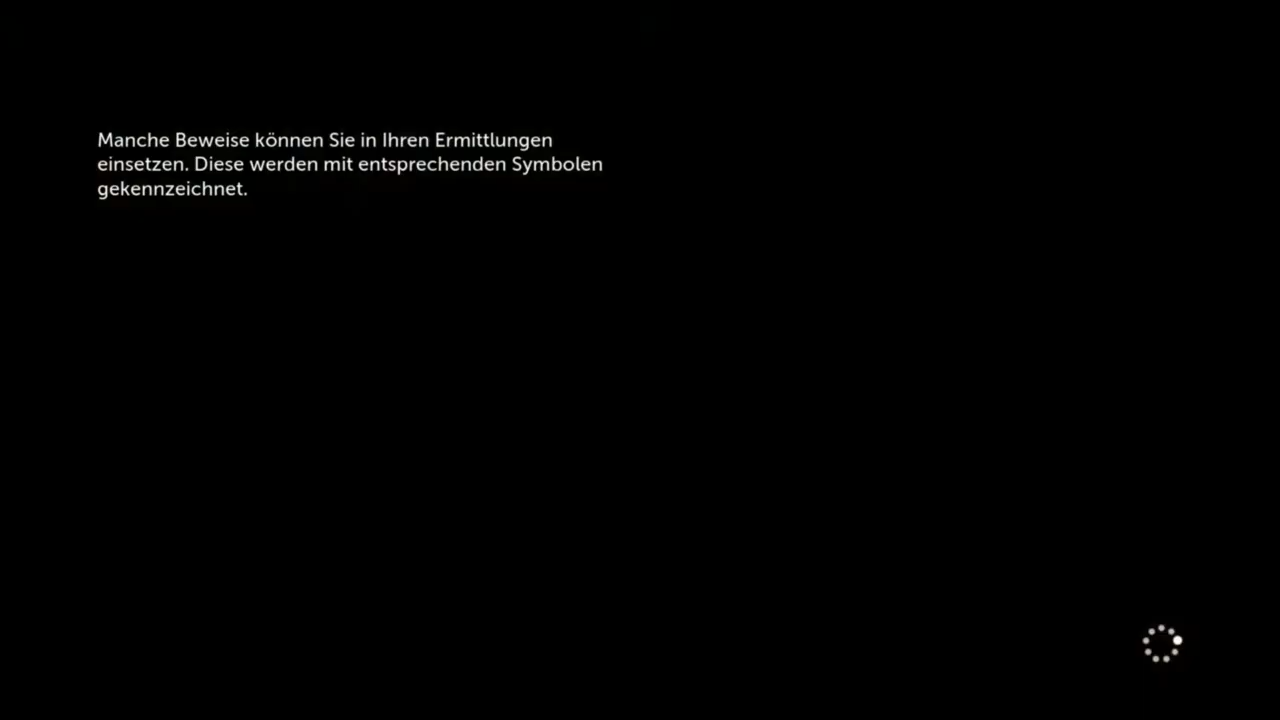 Manche Beweise können Sie in Ihren Ermittlungen
einsetzen. Diese werden mit entsprechenden Symbolen
gekennzeichnet.